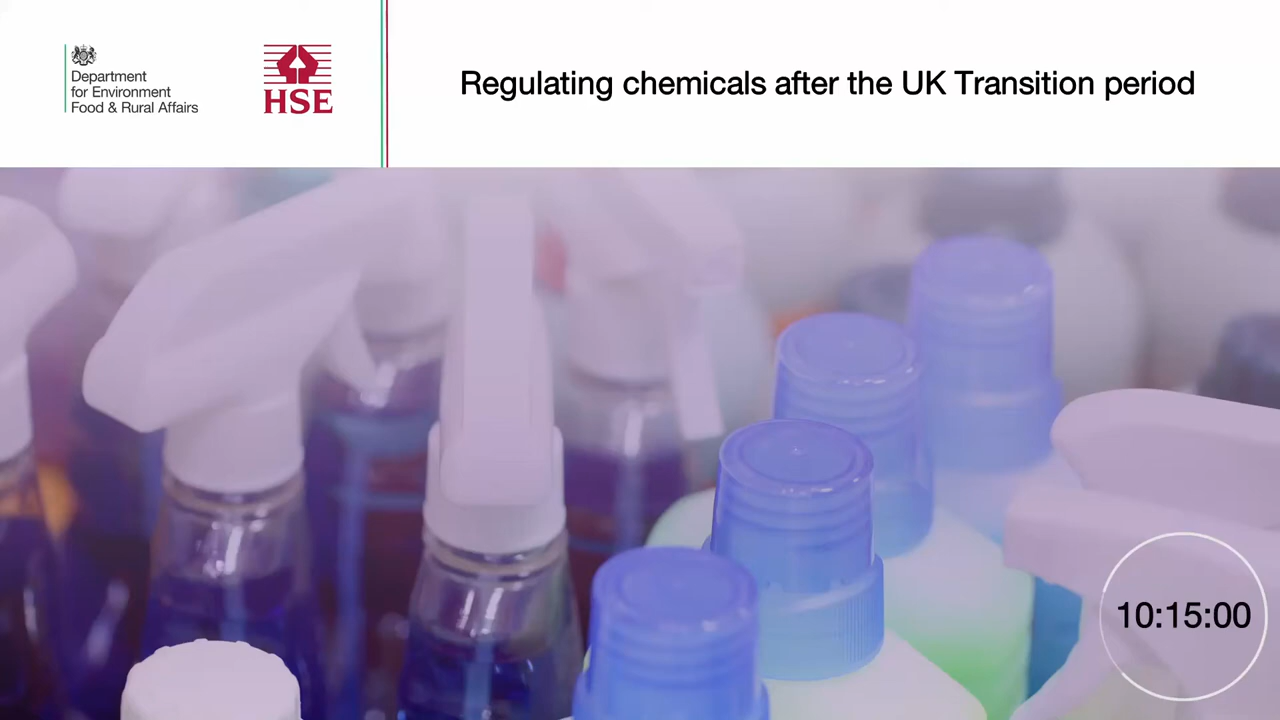 Department
for Environment
Food & Rural Affairs
HSE
Regulating chemicals after the UK Transition period
10:15:00